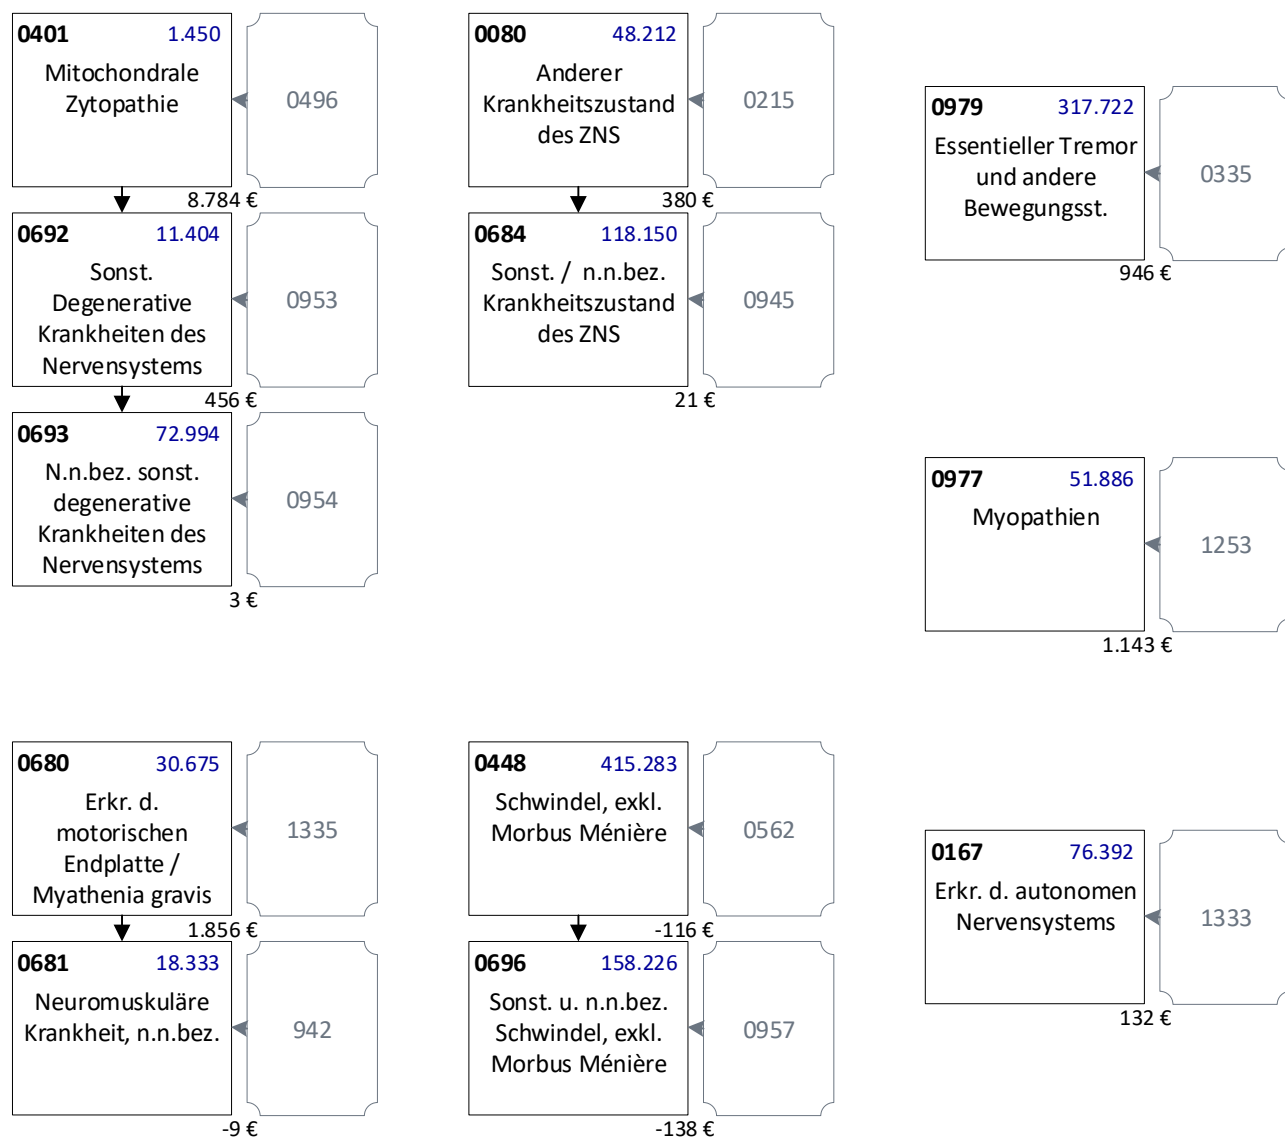 0401 1.450
Mitochondrale
Zytopathie
0496
8.784 €
0692 11.404
Sonst.
Degenerative
Krankheiten des
Nervensystems
0953
456 €
0693 72.994
N.n.bez. sonst.
degenerative
Krankheiten des
Nervensystems
0954
3 €
0080 48.212
Anderer
Krankheitszustand
des ZNS
0215
380 €
0684 118.150
Sonst. / n.n.bez.
Krankheitszustand
des ZNS
0945
21 €
0979 317.722
Essentieller Tremor
und andere
Bewegungsst.
0335
946 €
0977 51.886
Myopathien
1253
1.143 €
0680 30.675
Erkr. d.
motorischen
Endplatte /
Myathenia gravis
1335
1.856 €
0681 18.333
Neuromuskuläre
Krankheit, n.n.bez.
942
-9 €
0448 415.283
Schwindel, exkl.
Morbus Ménière
0562
-116 €
0696 158.226
Sonst. u. n.n.bez.
Schwindel, exkl.
Morbus Ménière
0957
-138 €
0167 76.392
Erkr. d. autonomen
Nervensystems
1333
132 €